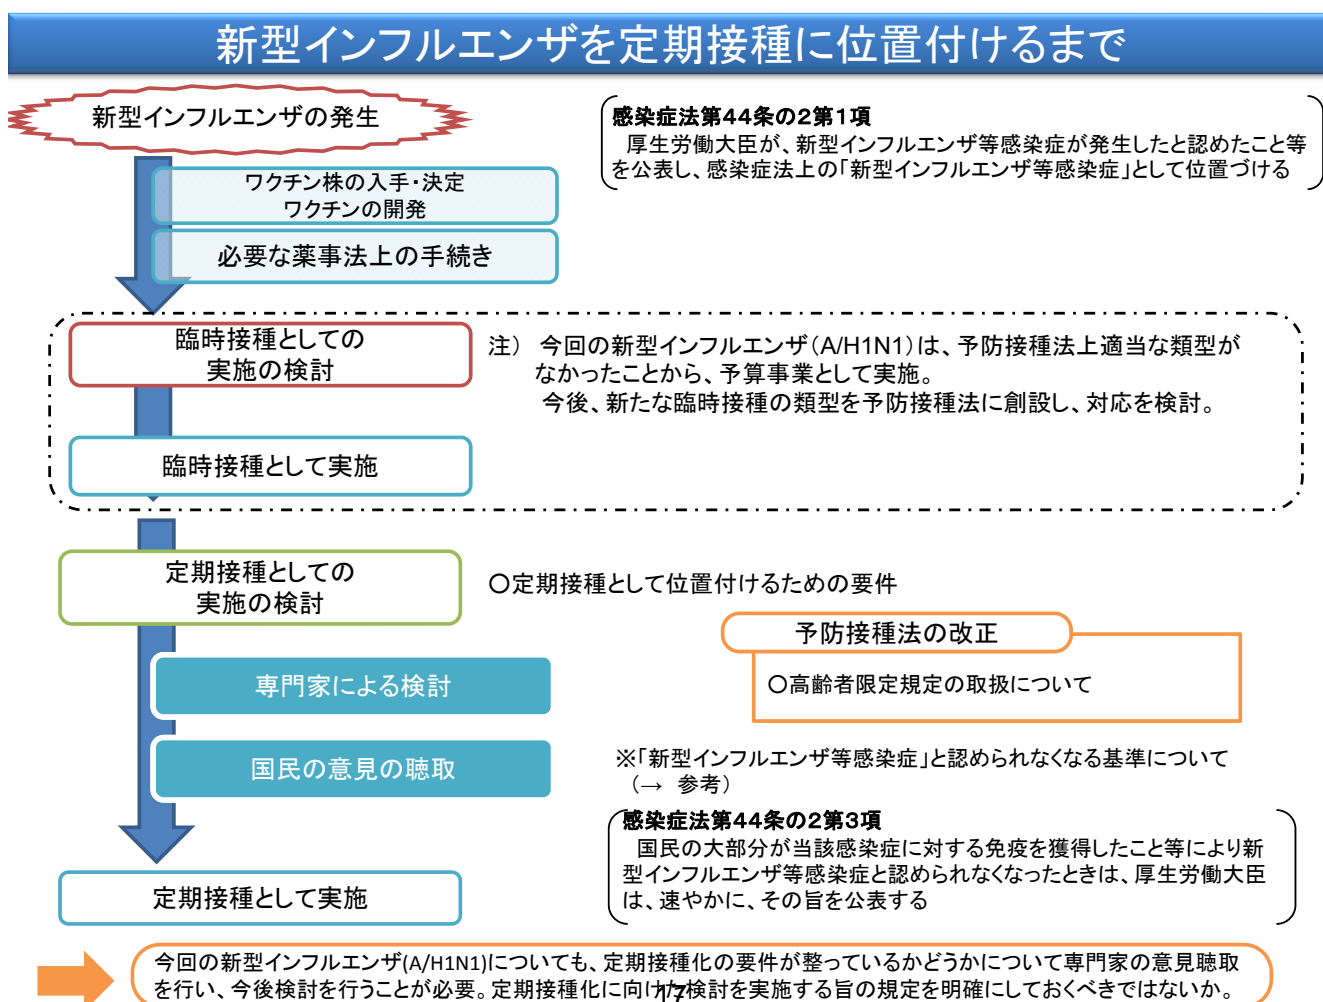 新型インフルエンザを定期接種に位置付けるまで
新型インフルエンザの発生
感染症法第44条の2第1項
厚生労働大臣が、新型インフルエンザ等感染症が発生したと認めたこと等
を公表し、感染症法上の「新型インフルエンザ等感染症」として位置づける
ワクチン株の入手・決定
ワクチンの開発
必要な薬事法上の手続き
臨時接種としての
実施の検討
注） 今回の新型インフルエンザ（A/H1N1）は、予防接種法上適当な類型が
なかったことから、予算事業として実施。
今後、新たな臨時接種の類型を予防接種法に創設し、対応を検討。
臨時接種として実施
定期接種としての
実施の検討
○定期接種として位置付けるための要件
予防接種法の改正
○高齢者限定規定の取扱について
専門家による検討
国民の意見の聴取
※「新型インフルエンザ等感染症」と認められなくなる基準について
（→ 参考）
感染症法第44条の2第3項
国民の大部分が当該感染症に対する免疫を獲得したこと等により新
型インフルエンザ等感染症と認められなくなったときは、厚生労働大臣
は、速やかに、その旨を公表する
定期接種として実施
今回の新型インフルエンザ(A/H1N1)についても、定期接種化の要件が整っているかどうかについて専門家の意見聴取
を行い、今後検討を行うことが必要。定期接種化に向けた検討を実施する旨の規定を明確にしておくべきではないか。
17